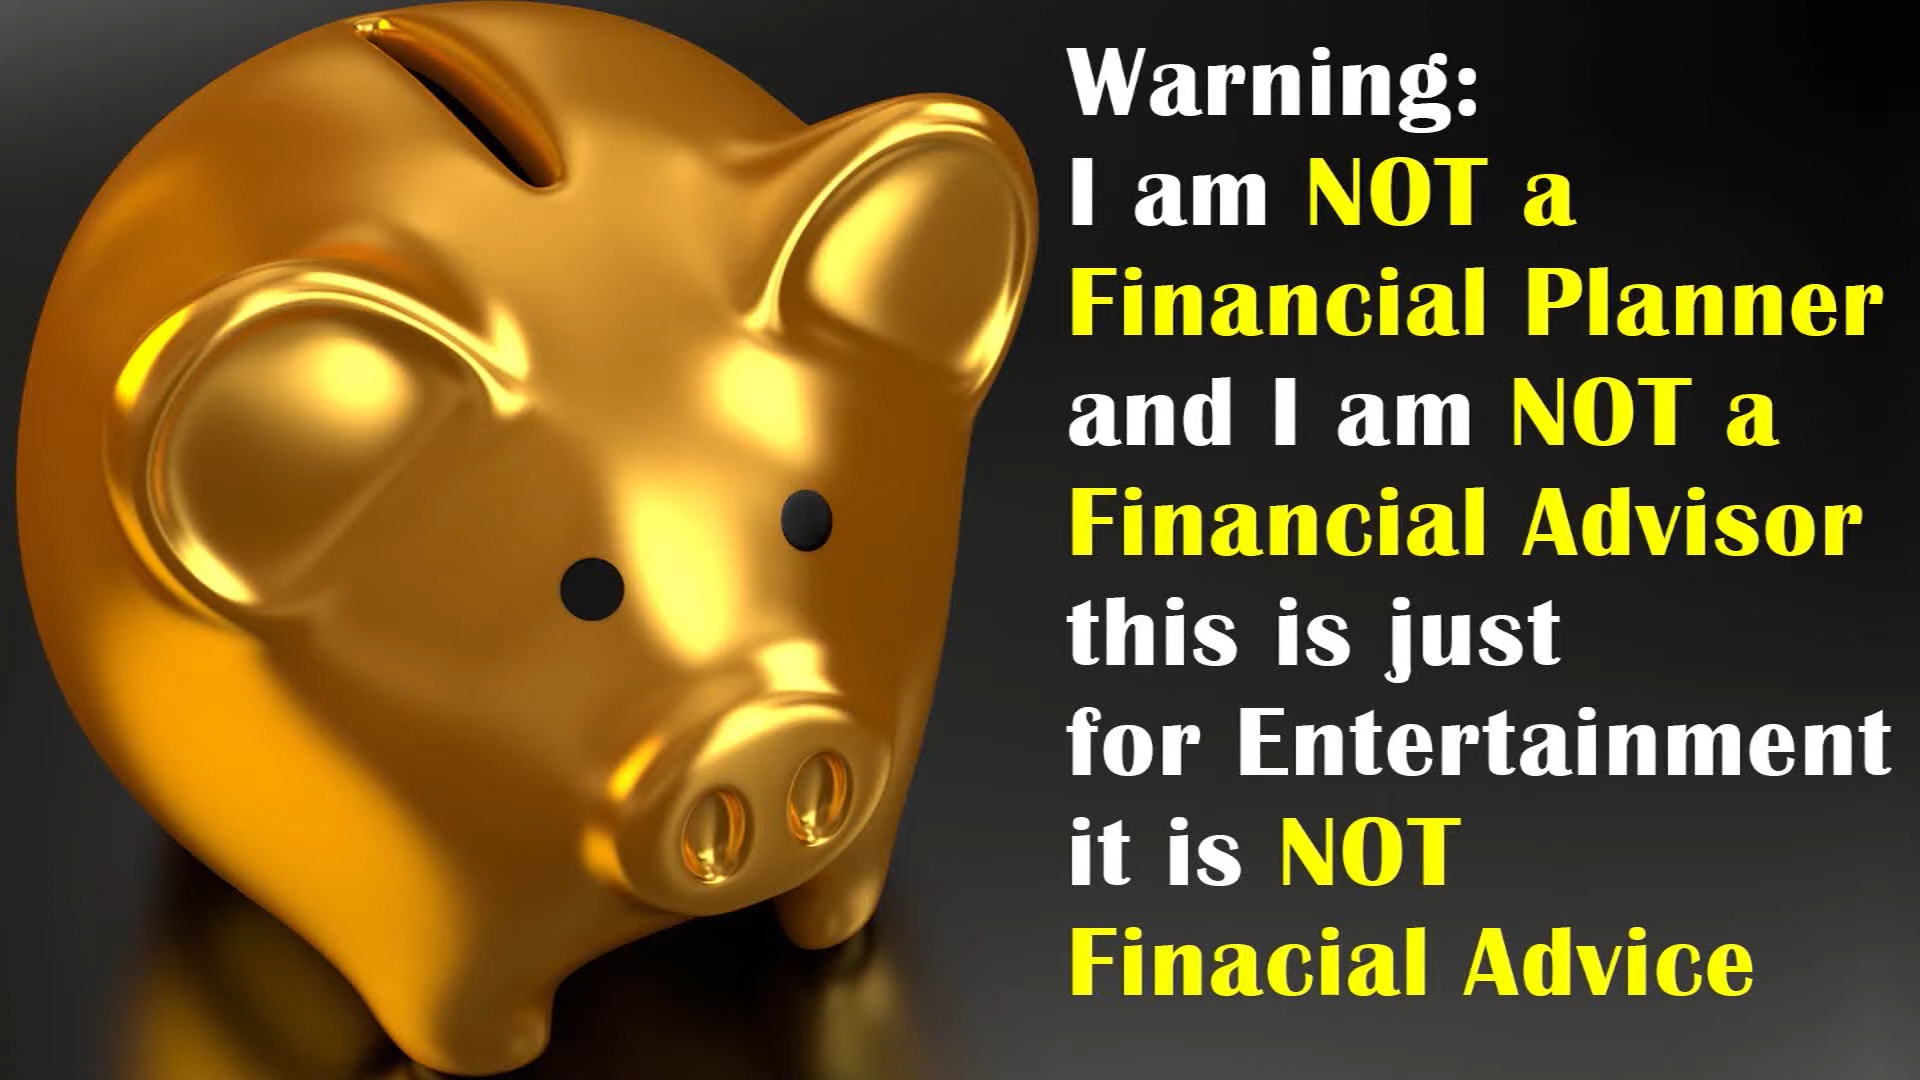 Warning:
I am NOT a
Financial Planner
and I am NOT a
Financial Advisor
this is just
for Entertainment
it is NOT
Finacial Advice